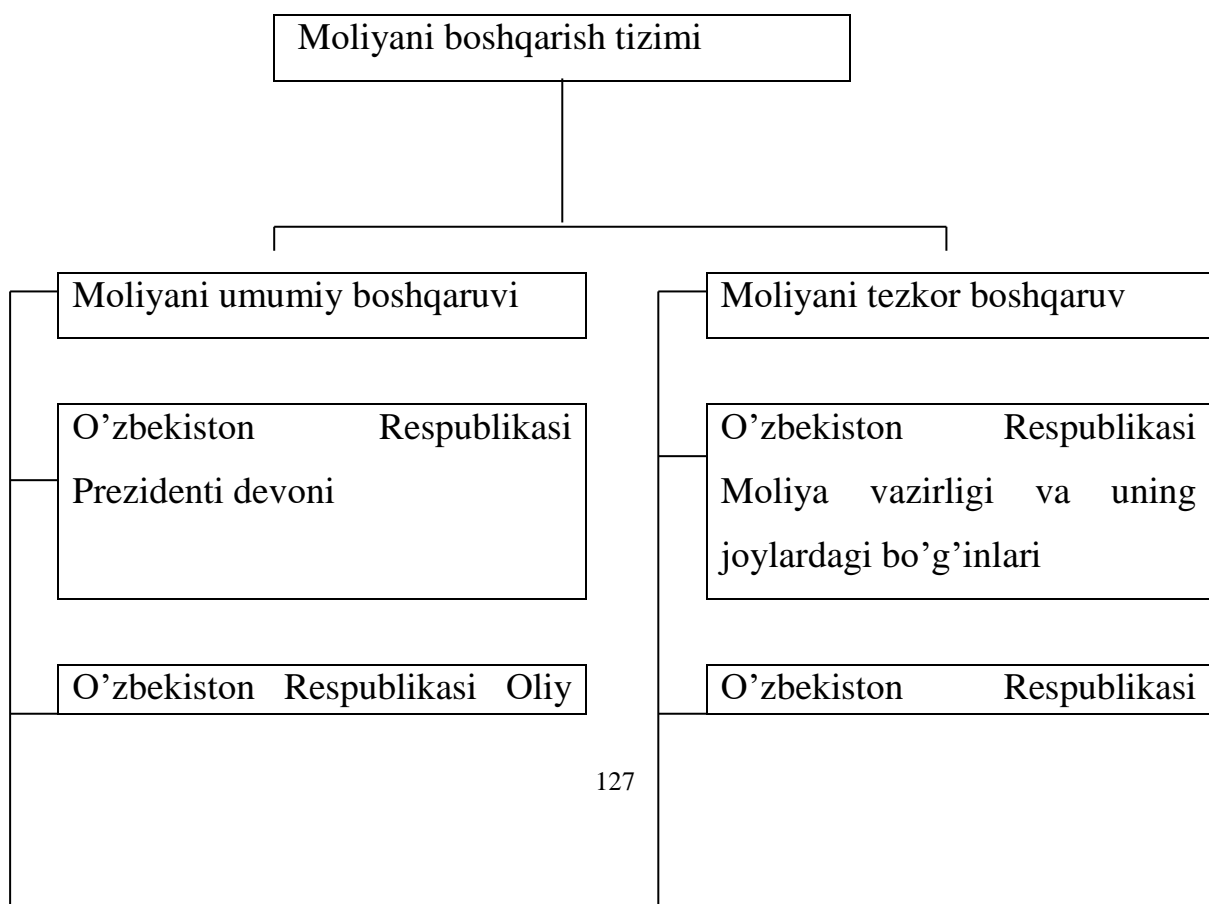 Moliyani boshqarish tizimi
Moliyani umumiy boshqaruvi
Moliyani tezkor boshqaruv
O’zbekiston Respublikasi
Prezidenti devoni
O’zbekiston Respublikasi
Moliya vazirligi va uning
joylardagi bo’g’inlari
O’zbekiston Respublikasi Oliy
O’zbekiston Respublikasi
127